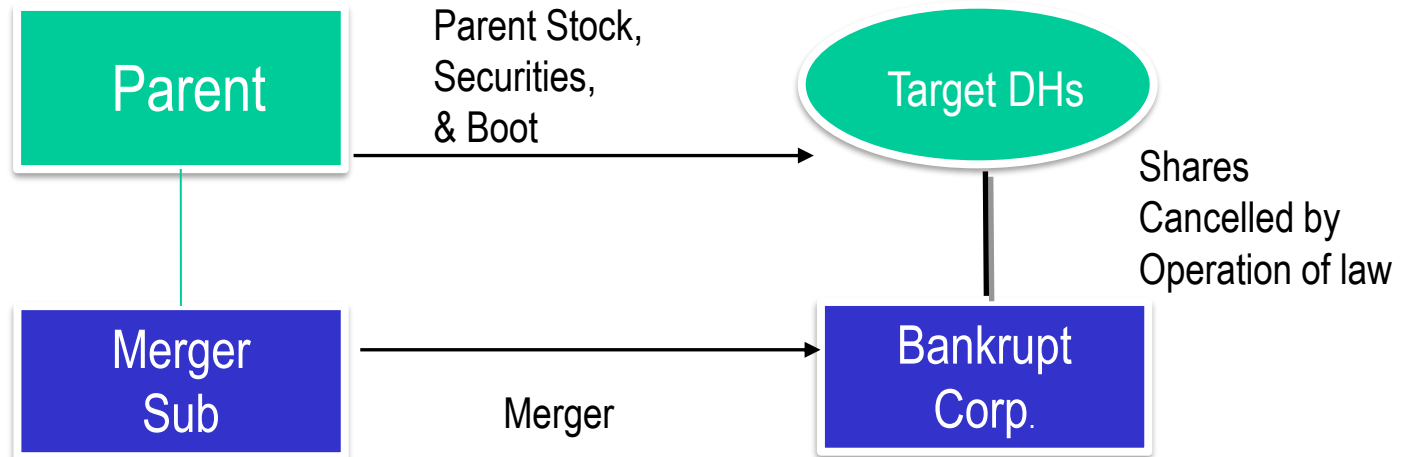 Parent
Parent Stock,
Securities,
& Boot
Target DHs
Shares
Cancelled by
Operation of law
Merger
Sub
Merger
Bankrupt
Corp.